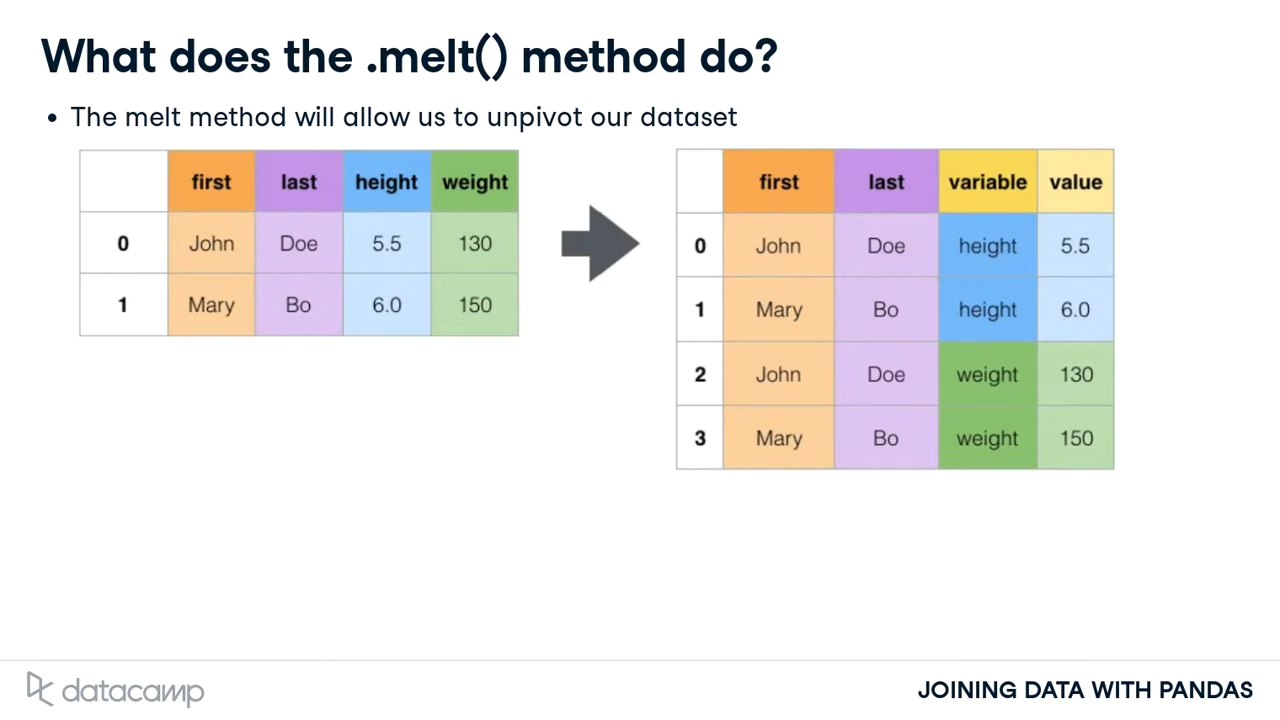 What does the .melt() method do?
• The melt method will allow us to unpivot our dataset
first last height weight
0 John Doe 5.5 130
1 Mary Bo 6.0 150
first last variable value
0 John Doe height 5.5
1 Mary Bo height 6.0
2 John Doe weight 130
3 Mary Bo weight 150
datacamp
JOINING DATA WITH PANDAS